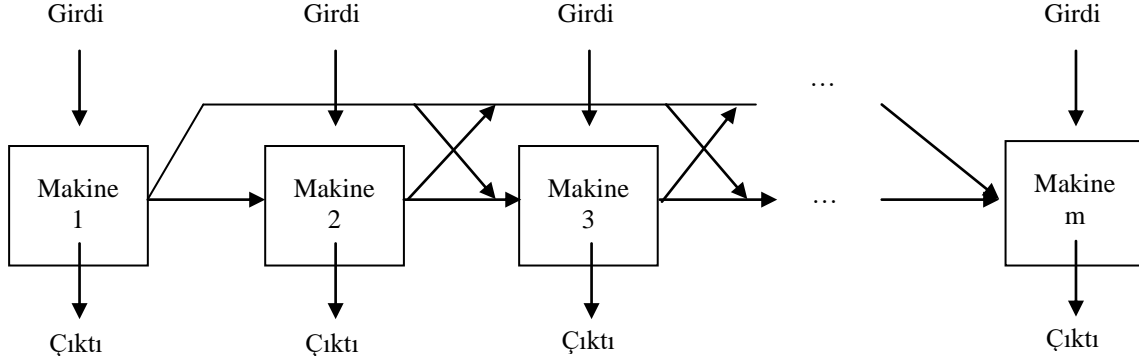 Girdi
Girdi
Girdi
Girdi
…
Makine
1
Makine
2
Makine
3
…
Makine
m
Çıktı
Çıktı
Çıktı
Çıktı